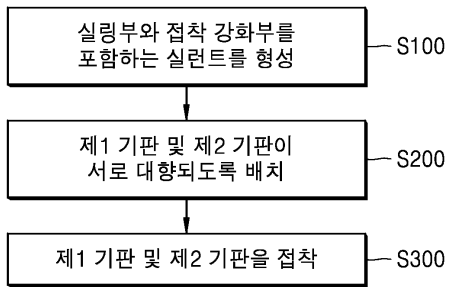 실링부와 접착 강화부를
포함하는 실런트를 형성
S100
제1 기판 및 제2 기판이
서로 대향되도록 배치
S200
제1 기판 및 제2 기판을 접착
S300